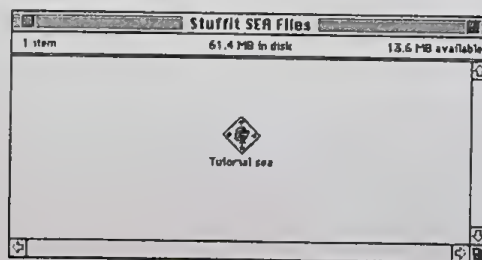 Stuffit SEA Files
1 item 61.4 MB in disk 13.6 MB available
Tutorial sea